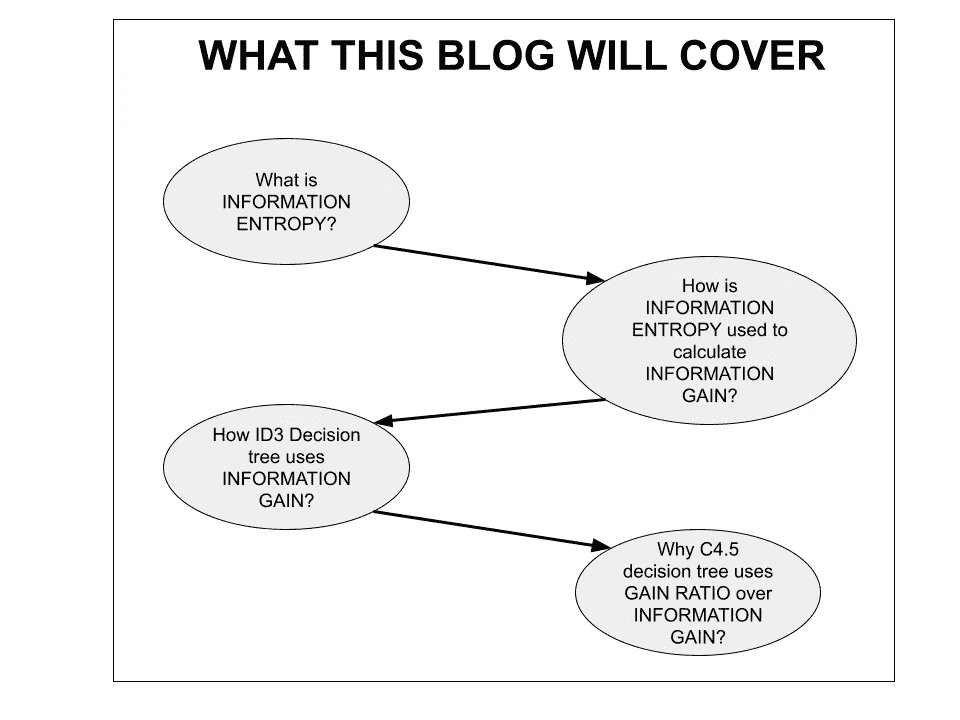 WHAT THIS BLOG WILL COVER
What is
INFORMATION
ENTROPY?
How is
INFORMATION
ENTROPY used to
calculate
INFORMATION
GAIN?
How ID3 Decision
tree uses
INFORMATION
GAIN?
Why C4.5
decision tree uses
GAIN RATIO over
INFORMATION
GAIN?